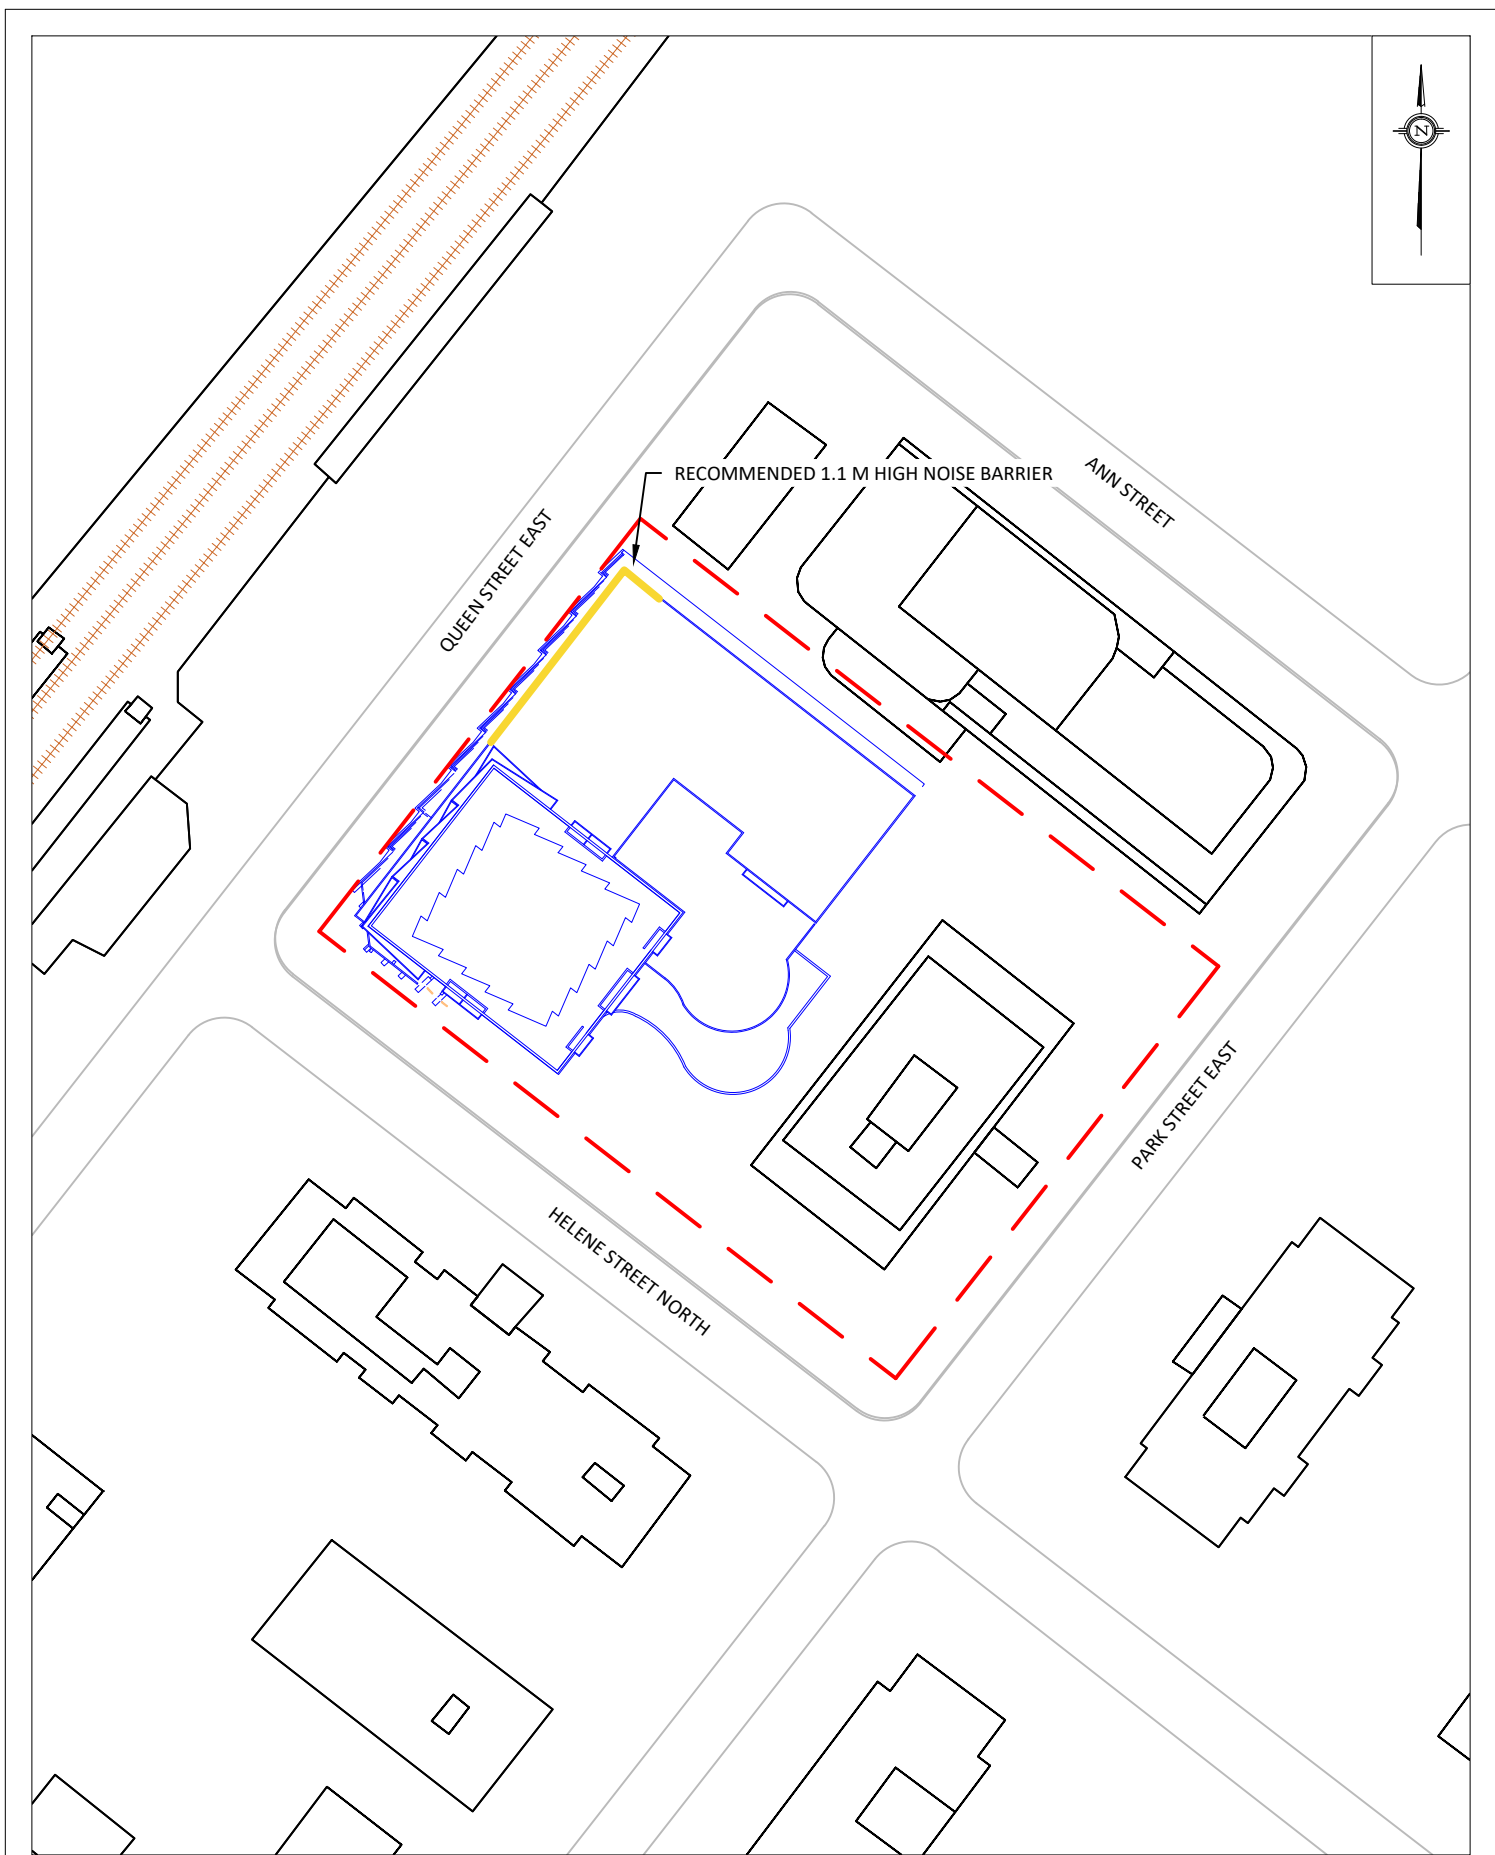 N
RECOMMENDED 1.1 M HIGH NOISE BARRIER
ANN STREET
QUEEN STREET EAST
PARK STREET EAST
HELENE STREET NORTH